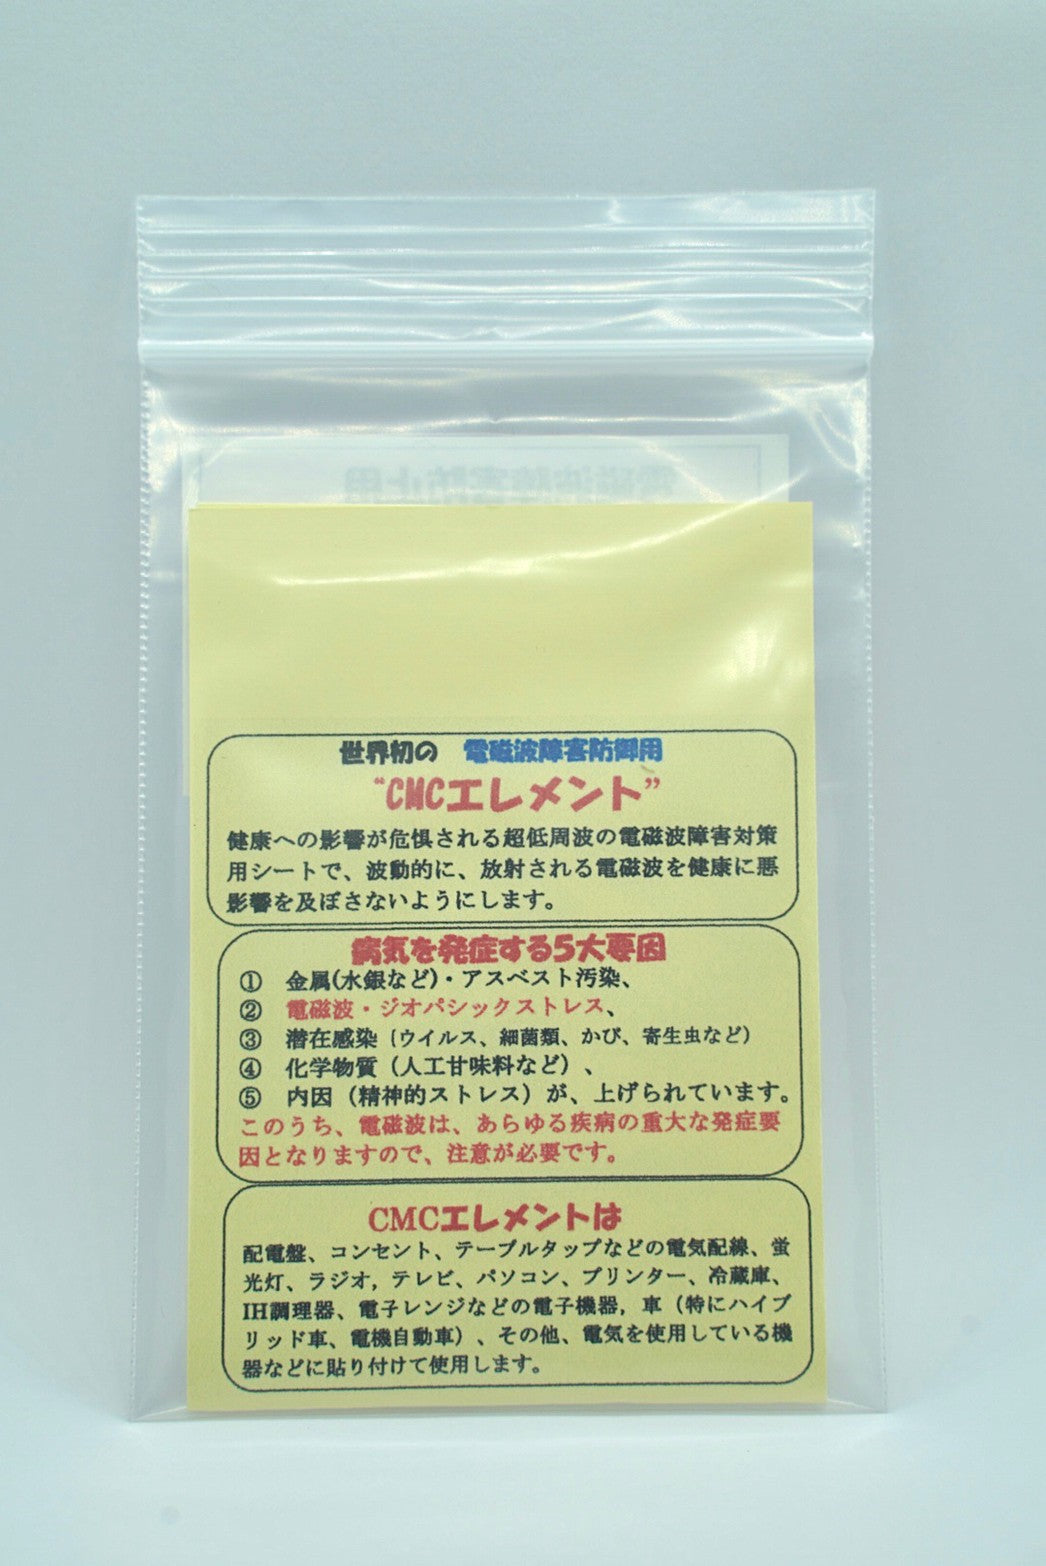 電磁波障害防止用
世界初の 電磁波障害防御用
“CMCエレメント”
健康への影響が危惧される超低周波の電磁波障害対策
用シートで、波動的に、放射される電磁波を健康に悪
影響を及ぼさないようにします。
病気を発症する5大要因
① 金属(水銀など)・アスベスト汚染、
② 電磁波・ジオパシックストレス、
③ 潜在感染（ウイルス、細菌類、かび、寄生虫など）
④ 化学物質（人工甘味料など）、
⑤ 内因（精神的ストレス）が、上げられています。
このうち、電磁波は、あらゆる疾病の重大な発症要
因となりますので、注意が必要です。
CMCエレメントは
配電盤、コンセント、テーブルタップなどの電気配線、蛍
光灯、ラジオ，テレビ、パソコン、プリンター、冷蔵庫、
IH調理器、電子レンジなどの電子機器，車（特にハイブ
リッド車、電機自動車）、その他、電気を使用している機
器などに貼り付けて使用します。